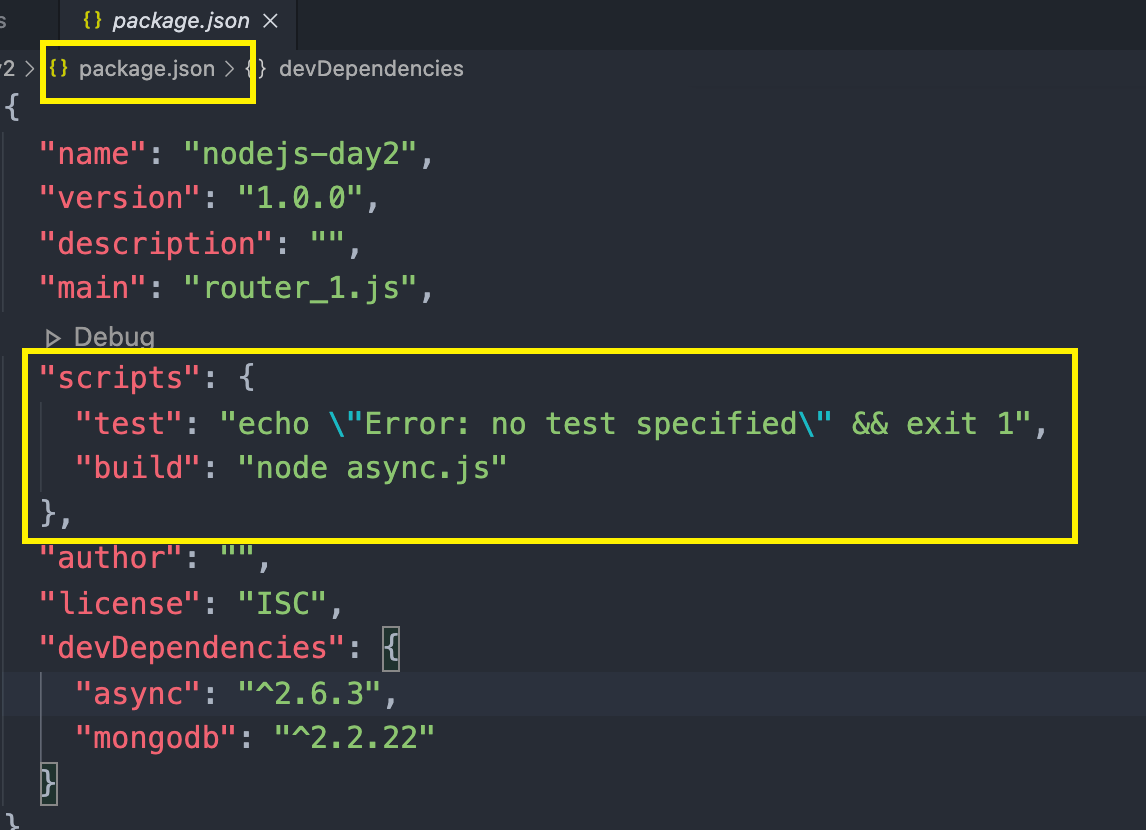 {} package.json ×
{} package.json > {} devDependencies
{
"name": "nodejs-day2",
"version": "1.0.0",
"description": "",
"main": "router_1.js",
Debug
"scripts": {
"test": "echo \"Error: no test specified\" && exit 1",
"build": "node async.js"
},
"author": "",
"license": "ISC",
"devDependencies": {
"async": "^2.6.3",
"mongodb": "^2.2.22"
}
}